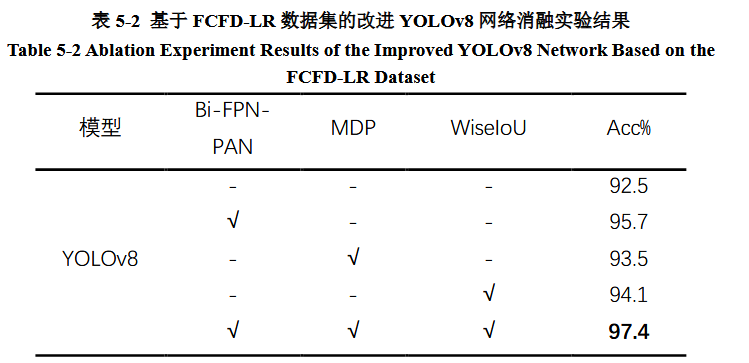 表 5-2 基于 FCFD-LR 数据集的改进 YOLOv8 网络消融实验结果
Table 5-2 Ablation Experiment Results of the Improved YOLOv8 Network Based on the
FCFD-LR Dataset
模型 Bi-FPN-PAN MDP WiseIoU Acc%
- - - 92.5
√ - - 95.7
YOLOv8 - √ - 93.5
- - √ 94.1
√ √ √ 97.4